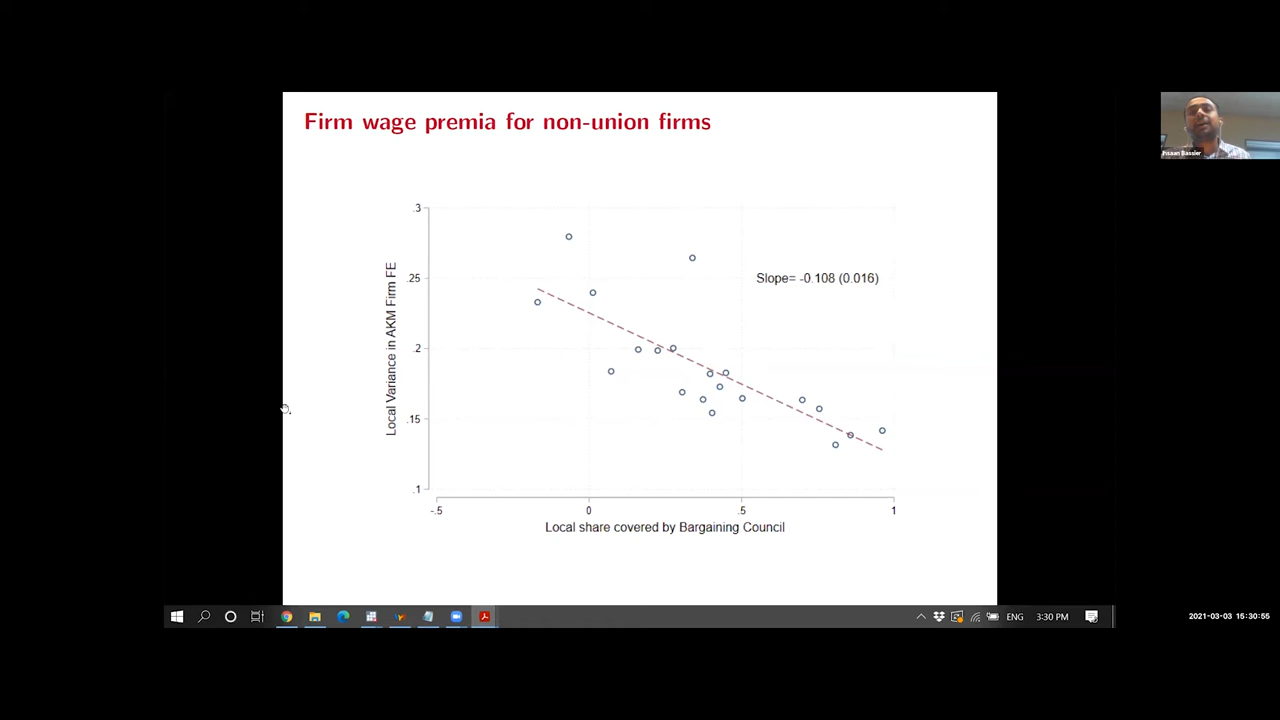 Firm wage premia for non-union firms
.3
.25
.2
.15
.1
Local Variance in AKM Firm FE
Slope= -0.108 (0.016)
-.5
0
.5
1
Local share covered by Bargaining Council
Ihsaan Bassier
ENG
3:30 PM
2021-03-03 15:30:55